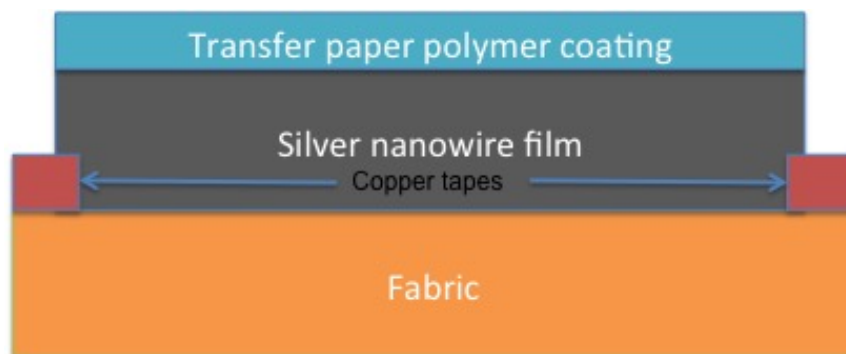 Transfer paper polymer coating
Silver nanowire film
Copper tapes
Fabric